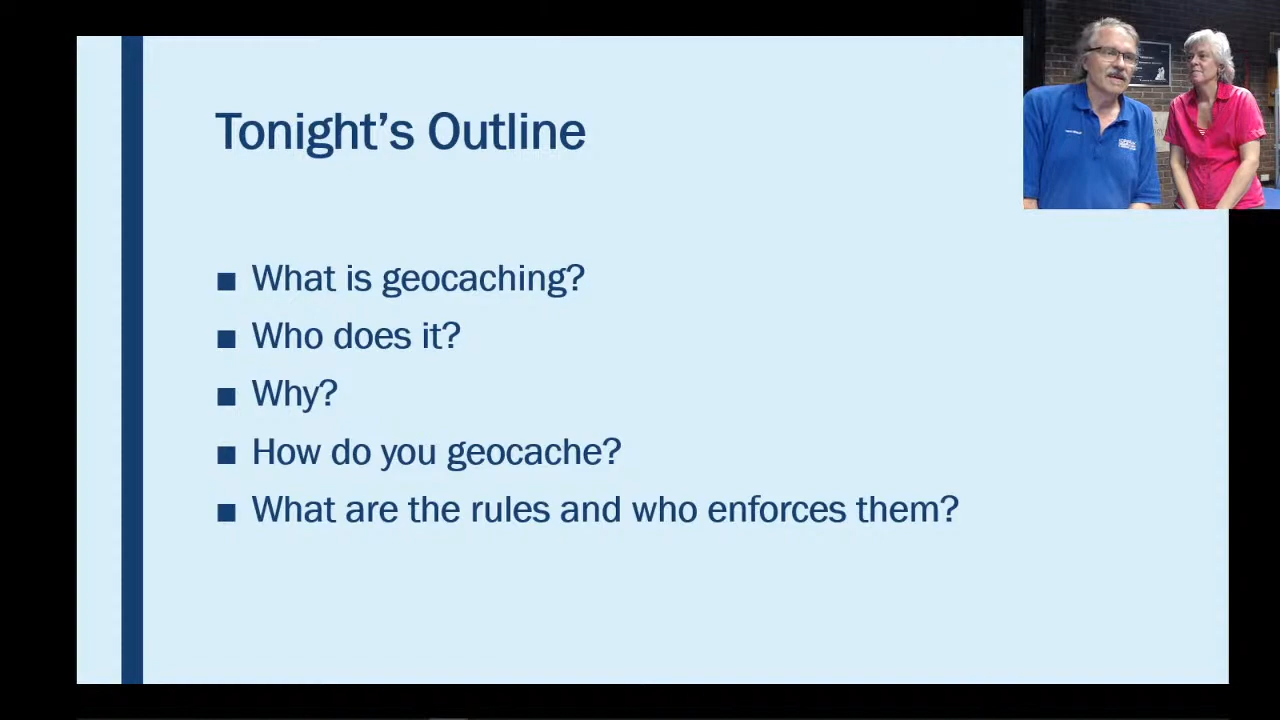 Tonight's Outline
■ What is geocaching?
■ Who does it?
■ Why?
■ How do you geocache?
■ What are the rules and who enforces them?